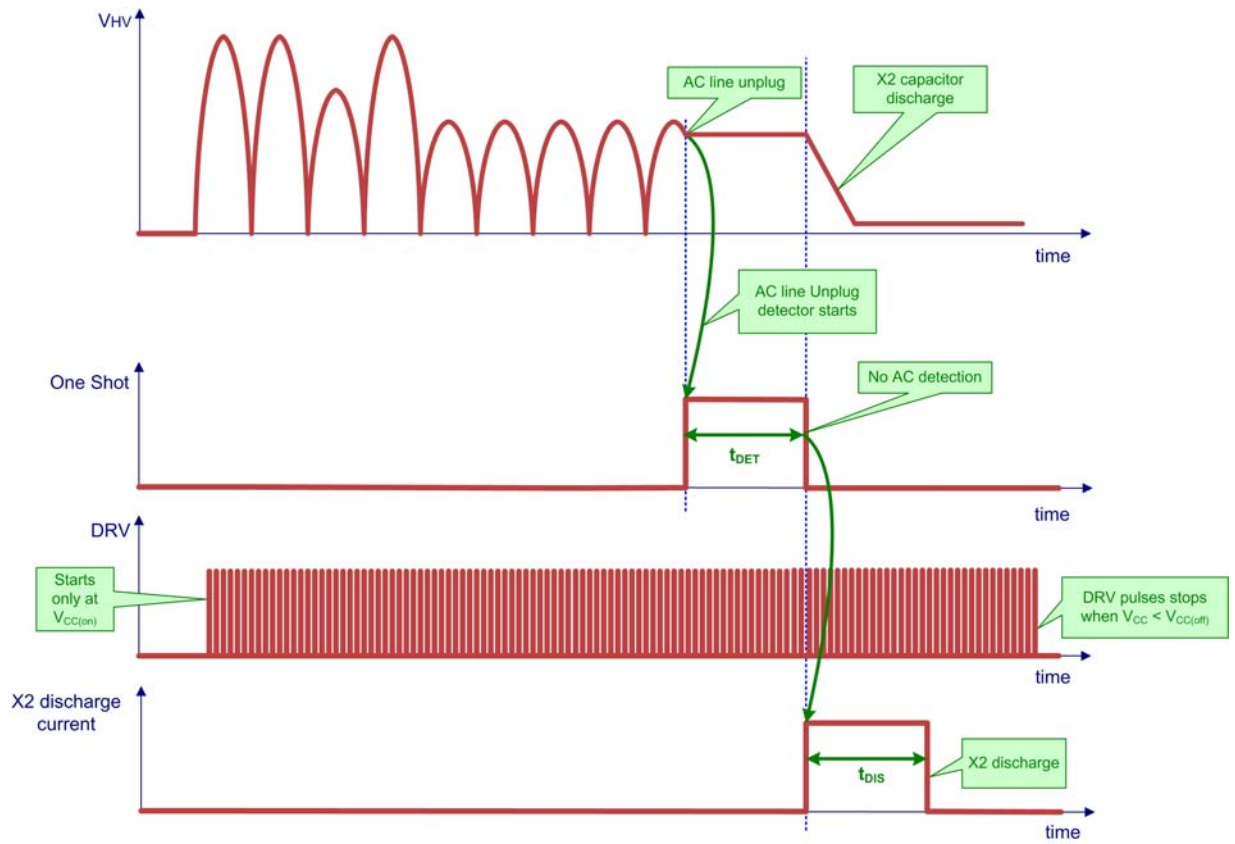 VHV
AC line unplug
X2 capacitor
discharge
time
AC line Unplug
detector starts
One Shot
No AC detection
tDET
time
DRV
Starts
only at
VCC(on)
DRV pulses stops
when VCC < VCC(off)
time
X2 discharge
current
X2 discharge
tDIS
time